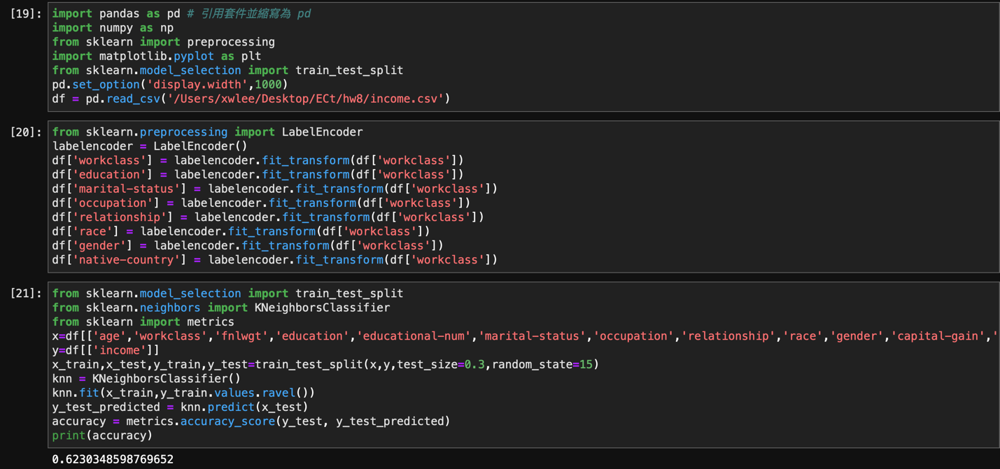 [19]: import pandas as pd # 引用套件並縮寫為 pd
import numpy as np
from sklearn import preprocessing
import matplotlib.pyplot as plt
from sklearn.model_selection import train_test_split
pd.set_option('display.width',1000)
df = pd.read_csv('/Users/xwlee/Desktop/ECt/hw8/income.csv')
[20]: from sklearn.preprocessing import LabelEncoder
labelencoder = LabelEncoder()
df['workclass'] = labelencoder.fit_transform(df['workclass'])
df['education'] = labelencoder.fit_transform(df['workclass'])
df['marital-status'] = labelencoder.fit_transform(df['workclass'])
df['occupation'] = labelencoder.fit_transform(df['workclass'])
df['relationship'] = labelencoder.fit_transform(df['workclass'])
df['race'] = labelencoder.fit_transform(df['workclass'])
df['gender'] = labelencoder.fit_transform(df['workclass'])
df['native-country'] = labelencoder.fit_transform(df['workclass'])
[21]: from sklearn.model_selection import train_test_split
from sklearn.neighbors import KNeighborsClassifier
from sklearn import metrics
x=df[['age','workclass','fnlwgt','education','educational-num','marital-status','occupation','relationship','race','gender','capital-gain','
y=df[['income']]
x_train,x_test,y_train,y_test=train_test_split(x,y,test_size=0.3,random_state=15)
knn = KNeighborsClassifier()
knn.fit(x_train,y_train.values.ravel())
y_test_predicted = knn.predict(x_test)
accuracy = metrics.accuracy_score(y_test, y_test_predicted)
print(accuracy)
0.6230348598769652